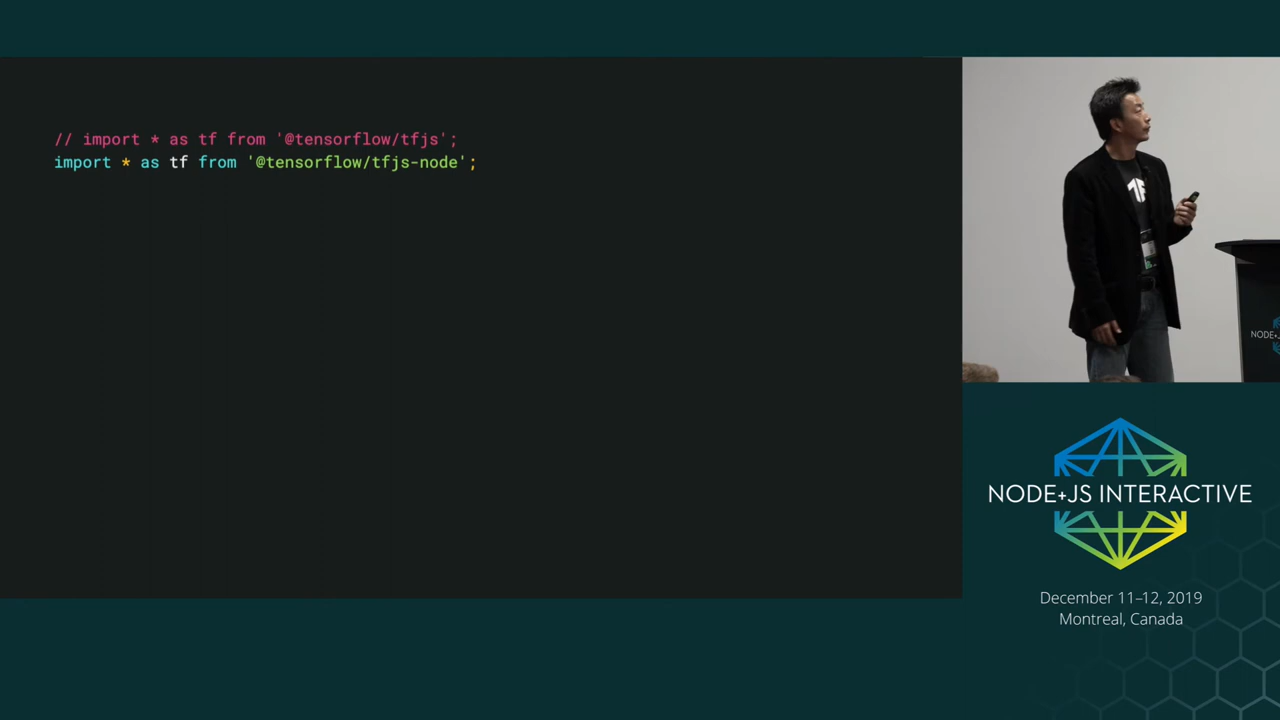 // import * as tf from '@tensorflow/tfjs';
import * as tf from '@tensorflow/tfjs-node';
NODE+JS INTERACTIVE
December 11–12, 2019
Montreal, Canada